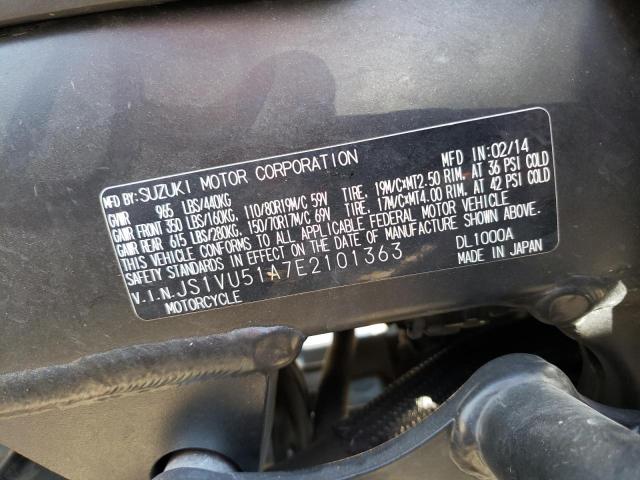 MFD BY:SUZUKI MOTOR CORPORATION MFD IN:02/14
GVWR 965 LBS/440KG
GAWR FRONT 350 LBS/160KG. 110/80R19M/C 59V TIRE. 19M/C×MT2.50 RIM. AT 36 PSI COLD
GAWR REAR 615 LBS/280KG. 150/70R17M/C 69V TIRE. 17M/C×MT4.00 RIM. AT 42 PSI COLD
THIS VEHICLE CONFORMS TO ALL APPLICABLE FEDERAL MOTOR VEHICLE
SAFETY STANDARDS IN EFFECT ON THE DATE OF MANUFACTURE SHOWN ABOVE.
V.I.N.JS1VU51A7E2101363 DL1000A
MOTORCYCLE MADE IN JAPAN